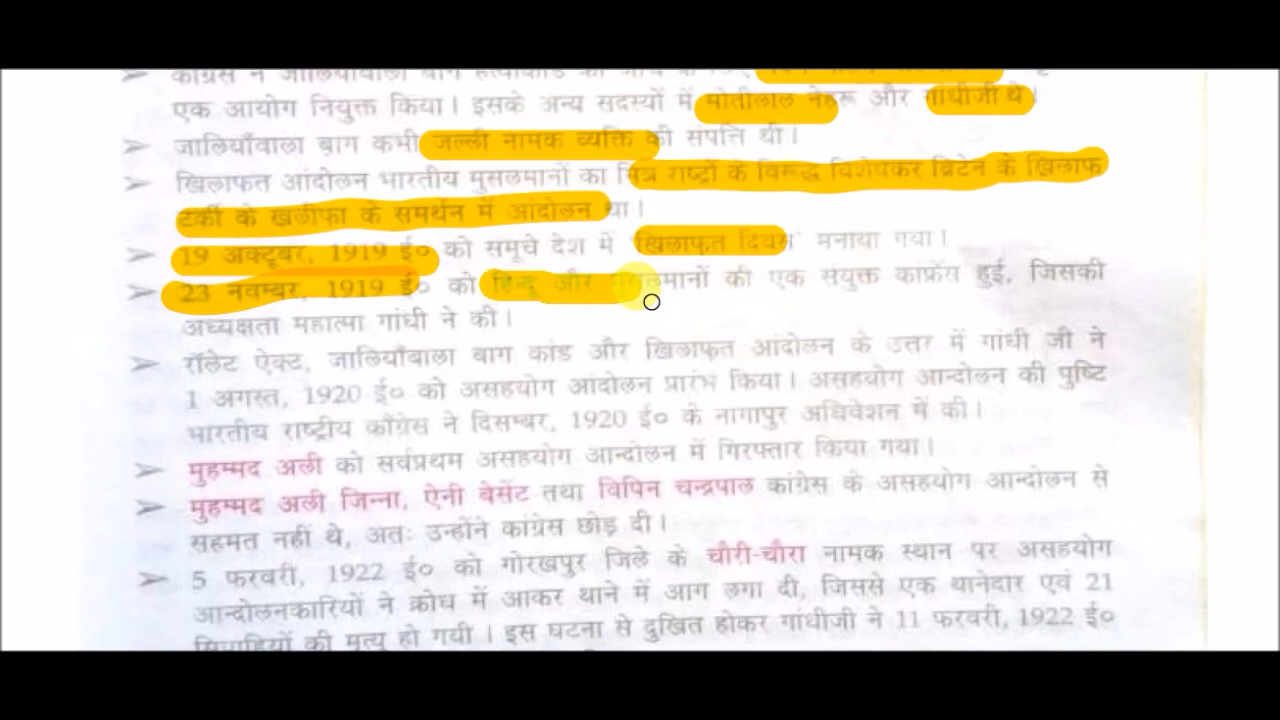 काँग्रेस ने जालियाँवाला बाग हत्याकांड की जाँच के लिए
एक आयोग नियुक्त किया। इसके अन्य सदस्यों में मोतीलाल नेहरू और गांधीजी थे।
➢ जालियाँवाला बाग कभी जल्ली नामक व्यक्ति की संपत्ति थी।
➢ खिलाफत आंदोलन भारतीय मुसलमानों का मित्र राष्ट्रों के विरूद्ध विशेषकर ब्रिटेन के खिलाफ
टर्की के खलीफा के समर्थन में आंदोलन था।
➢ 19 अक्टूबर, 1919 ई० को समूचे देश में 'खिलाफत दिवस' मनाया गया।
➢ 23 नवम्बर, 1919 ई० को हिन्दू और मुसलमानों की एक संयुक्त कांफ्रेंस हुई, जिसकी
अध्यक्षता महात्मा गांधी ने की।
➢ रॉलेट ऐक्ट, जालियाँवाला बाग कांड और खिलाफत आंदोलन के उत्तर में गांधी जी ने
1 अगस्त, 1920 ई० को असहयोग आंदोलन प्रारंभ किया। असहयोग आन्दोलन की पुष्टि
भारतीय राष्ट्रीय काँग्रेस ने दिसम्बर, 1920 ई० के नागापुर अधिवेशन में की।
➢ मुहम्मद अली को सर्वप्रथम असहयोग आन्दोलन में गिरफ्तार किया गया।
➢ मुहम्मद अली जिन्ना, ऐनी बेसेंट तथा विपिन चन्द्रपाल कांग्रेस के असहयोग आन्दोलन से
सहमत नहीं थे, अतः उन्होंने कांग्रेस छोड़ दी।
➢ 5 फरवरी, 1922 ई० को गोरखपुर जिले के चौरी-चौरा नामक स्थान पर असहयोग
आन्दोलनकारियों ने क्रोध में आकर थाने में आग लगा दी, जिससे एक थानेदार एवं 21
सिपाहियों की मृत्यु हो गयी। इस घटना से दुखित होकर गांधीजी ने 11 फरवरी, 1922 ई०